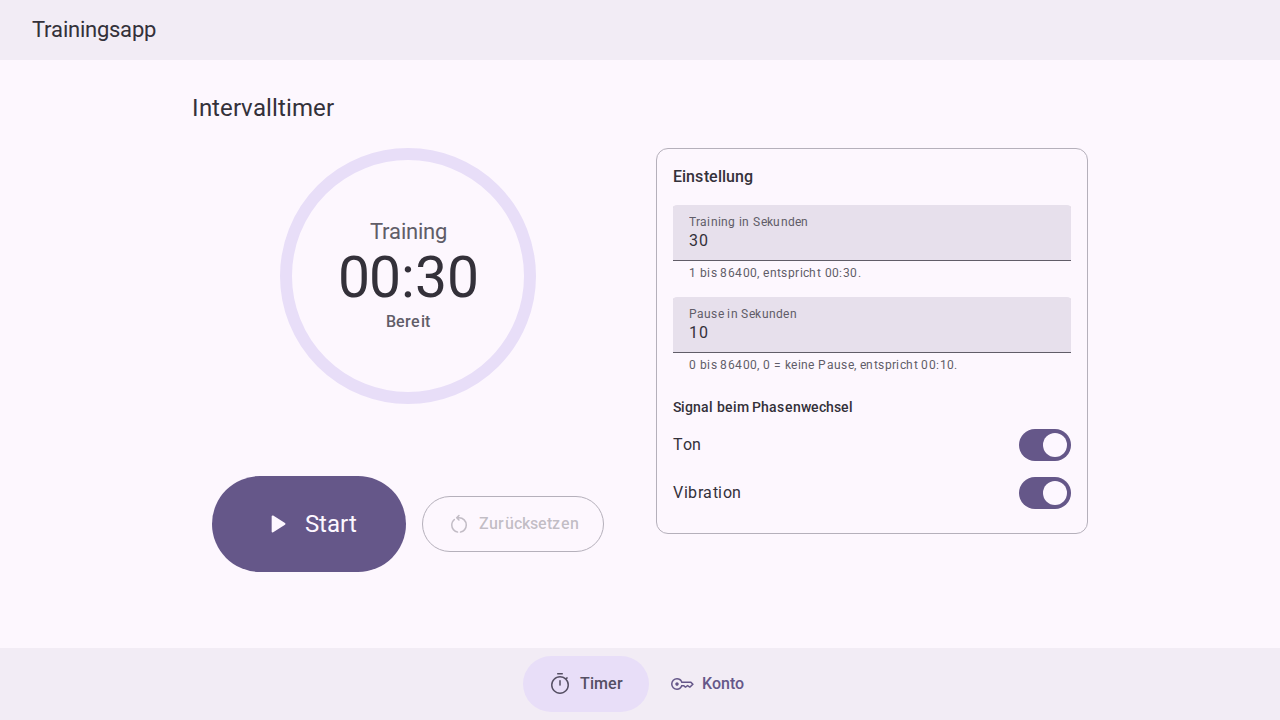 Trainingsapp
Intervalltimer
Training
00:30
Bereit
Start
Zurücksetzen
Einstellung
Training in Sekunden
30
1 bis 86400, entspricht 00:30.
Pause in Sekunden
10
0 bis 86400, 0 = keine Pause, entspricht 00:10.
Signal beim Phasenwechsel
Ton
Vibration
Timer
Konto